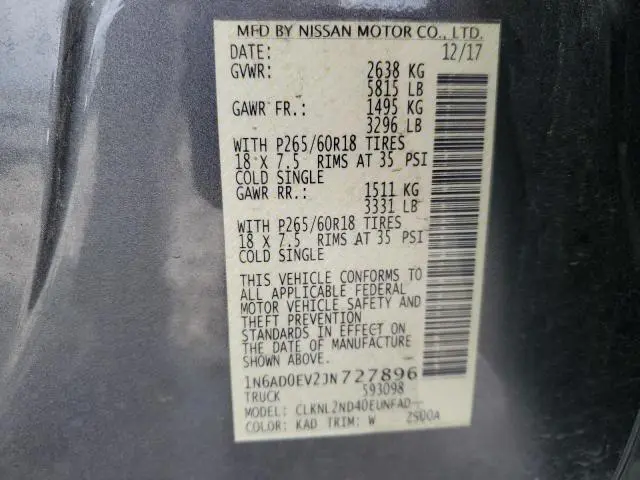 MFD BY NISSAN MOTOR CO., LTD.
DATE: 12/17
GVWR: 2638 KG
5815 LB
GAWR FR.: 1495 KG
3296 LB
WITH P265/60R18 TIRES
18 X 7.5 RIMS AT 35 PSI
COLD SINGLE
GAWR RR.: 1511 KG
3331 LB
WITH P265/60R18 TIRES
18 X 7.5 RIMS AT 35 PSI
COLD SINGLE
THIS VEHICLE CONFORMS TO
ALL APPLICABLE FEDERAL
MOTOR VEHICLE SAFETY AND
THEFT PREVENTION
STANDARDS IN EFFECT ON
THE DATE OF MANUFACTURE
SHOWN ABOVE.
1N6AD0EV2JN727896
TRUCK 593098
MODEL: CLKNL2ND40EUNFAD--
COLOR: KAD TRIM: W 2S00A